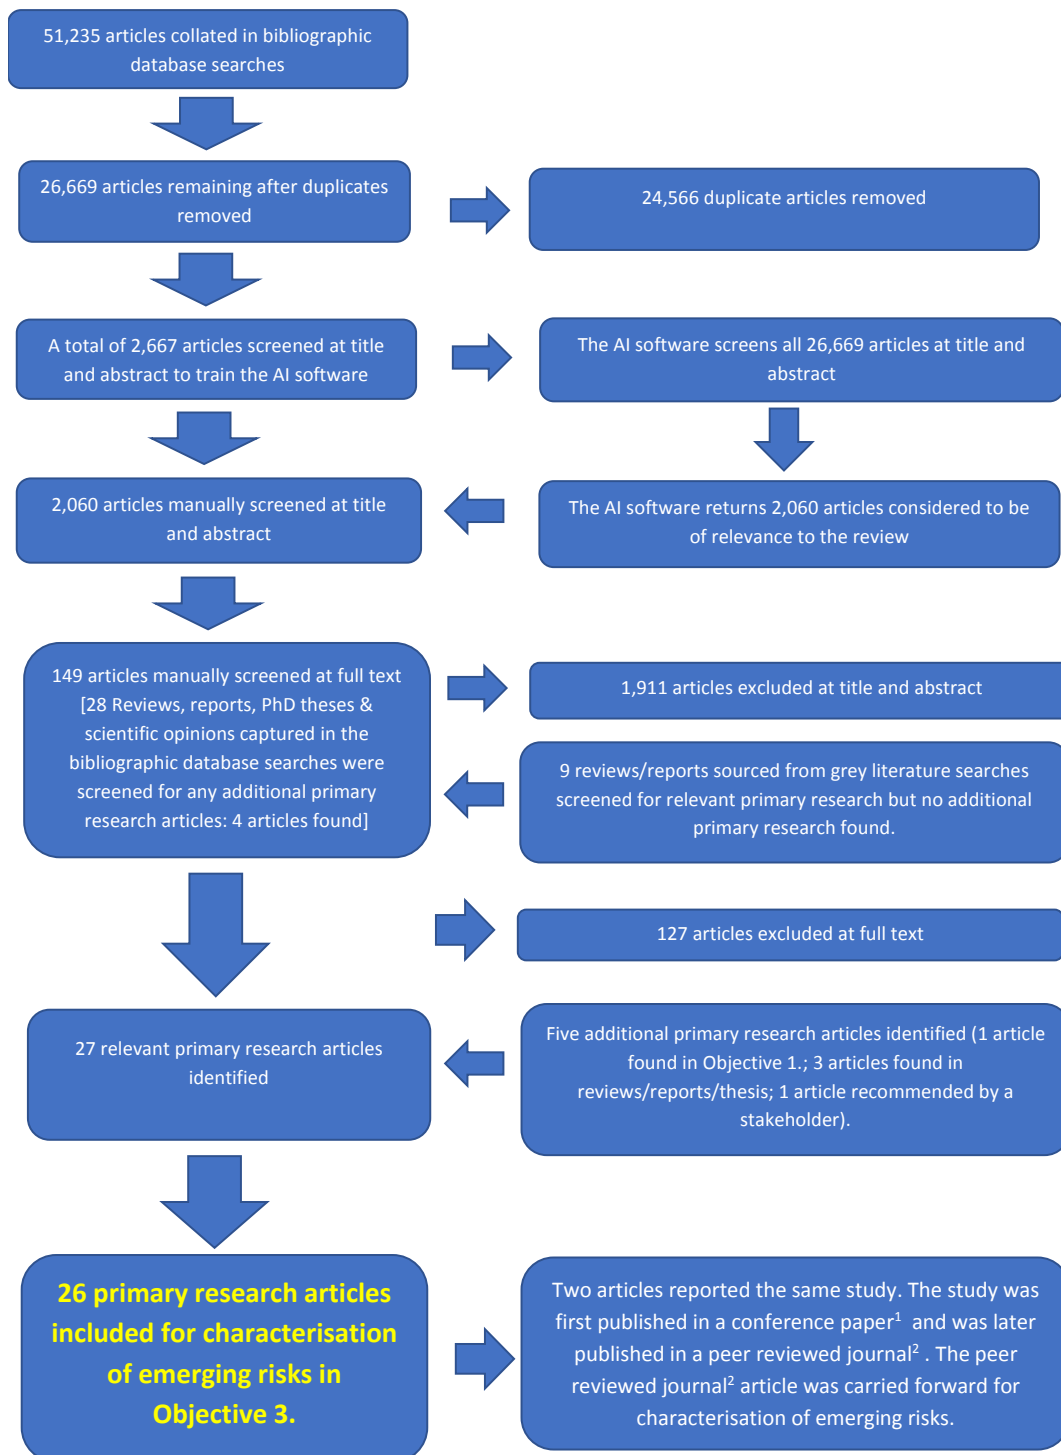 51,235 articles collated in bibliographic
database searches
26,669 articles remaining after duplicates
removed
24,566 duplicate articles removed
A total of 2,667 articles screened at title
and abstract to train the AI software
The AI software screens all 26,669 articles at title and
abstract
2,060 articles manually screened at title
and abstract
The AI software returns 2,060 articles considered to be
of relevance to the review
149 articles manually screened at full text
[28 Reviews, reports, PhD theses &
scientific opinions captured in the
bibliographic database searches were
screened for any additional primary
research articles: 4 articles found]
1,911 articles excluded at title and abstract
9 reviews/reports sourced from grey literature searches
screened for relevant primary research but no additional
primary research found.
127 articles excluded at full text
27 relevant primary research articles
identified
Five additional primary research articles identified (1 article
found in Objective 1.; 3 articles found in
reviews/reports/thesis; 1 article recommended by a
stakeholder).
26 primary research articles
included for characterisation
of emerging risks in
Objective 3.
Two articles reported the same study. The study was
first published in a conference paper¹ and was later
published in a peer reviewed journal² . The peer
reviewed journal² article was carried forward for
characterisation of emerging risks.